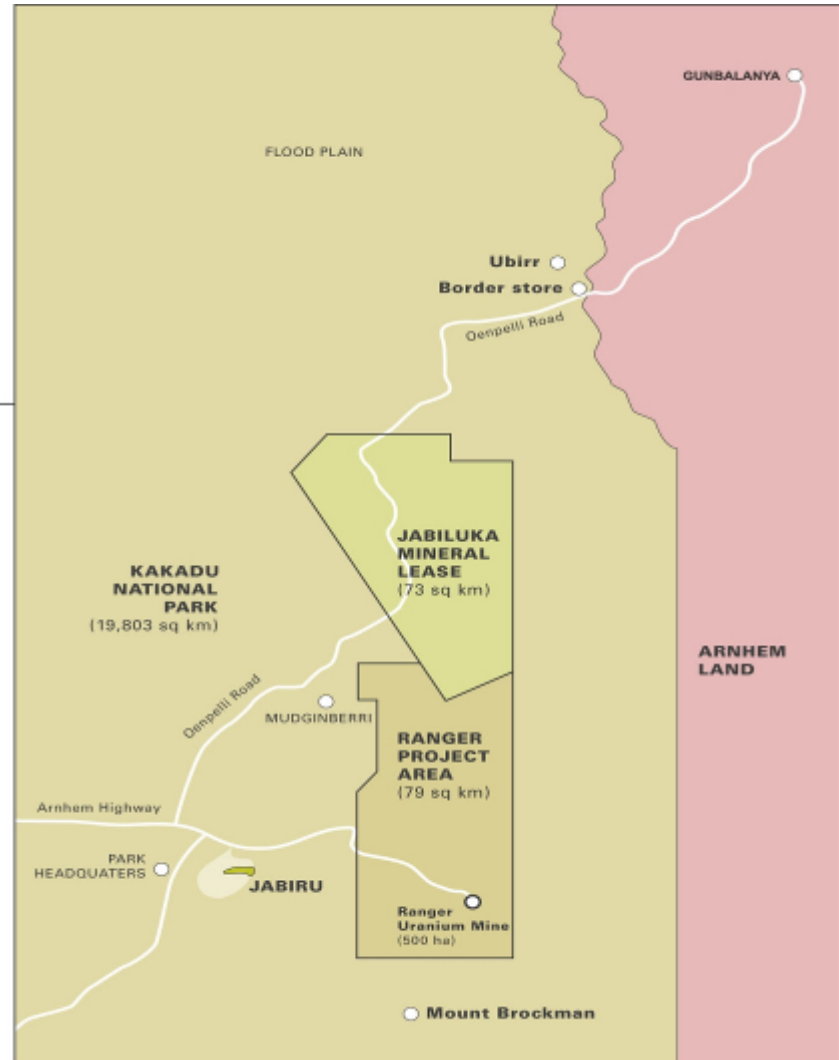 GUNBALANYA
FLOOD PLAIN
Ubirr
Border store
Oenpelli Road
JABILUKA
MINERAL
LEASE
(73 sq km)
KAKADU
NATIONAL
PARK
(19,803 sq km)
ARNHEM
LAND
Oenpelli Road
MUDGINBERRI
RANGER
PROJECT
AREA
(79 sq km)
Arnhem Highway
PARK
HEADQUATERS
JABIRU
Ranger
Uranium Mine
(500 ha)
Mount Brockman